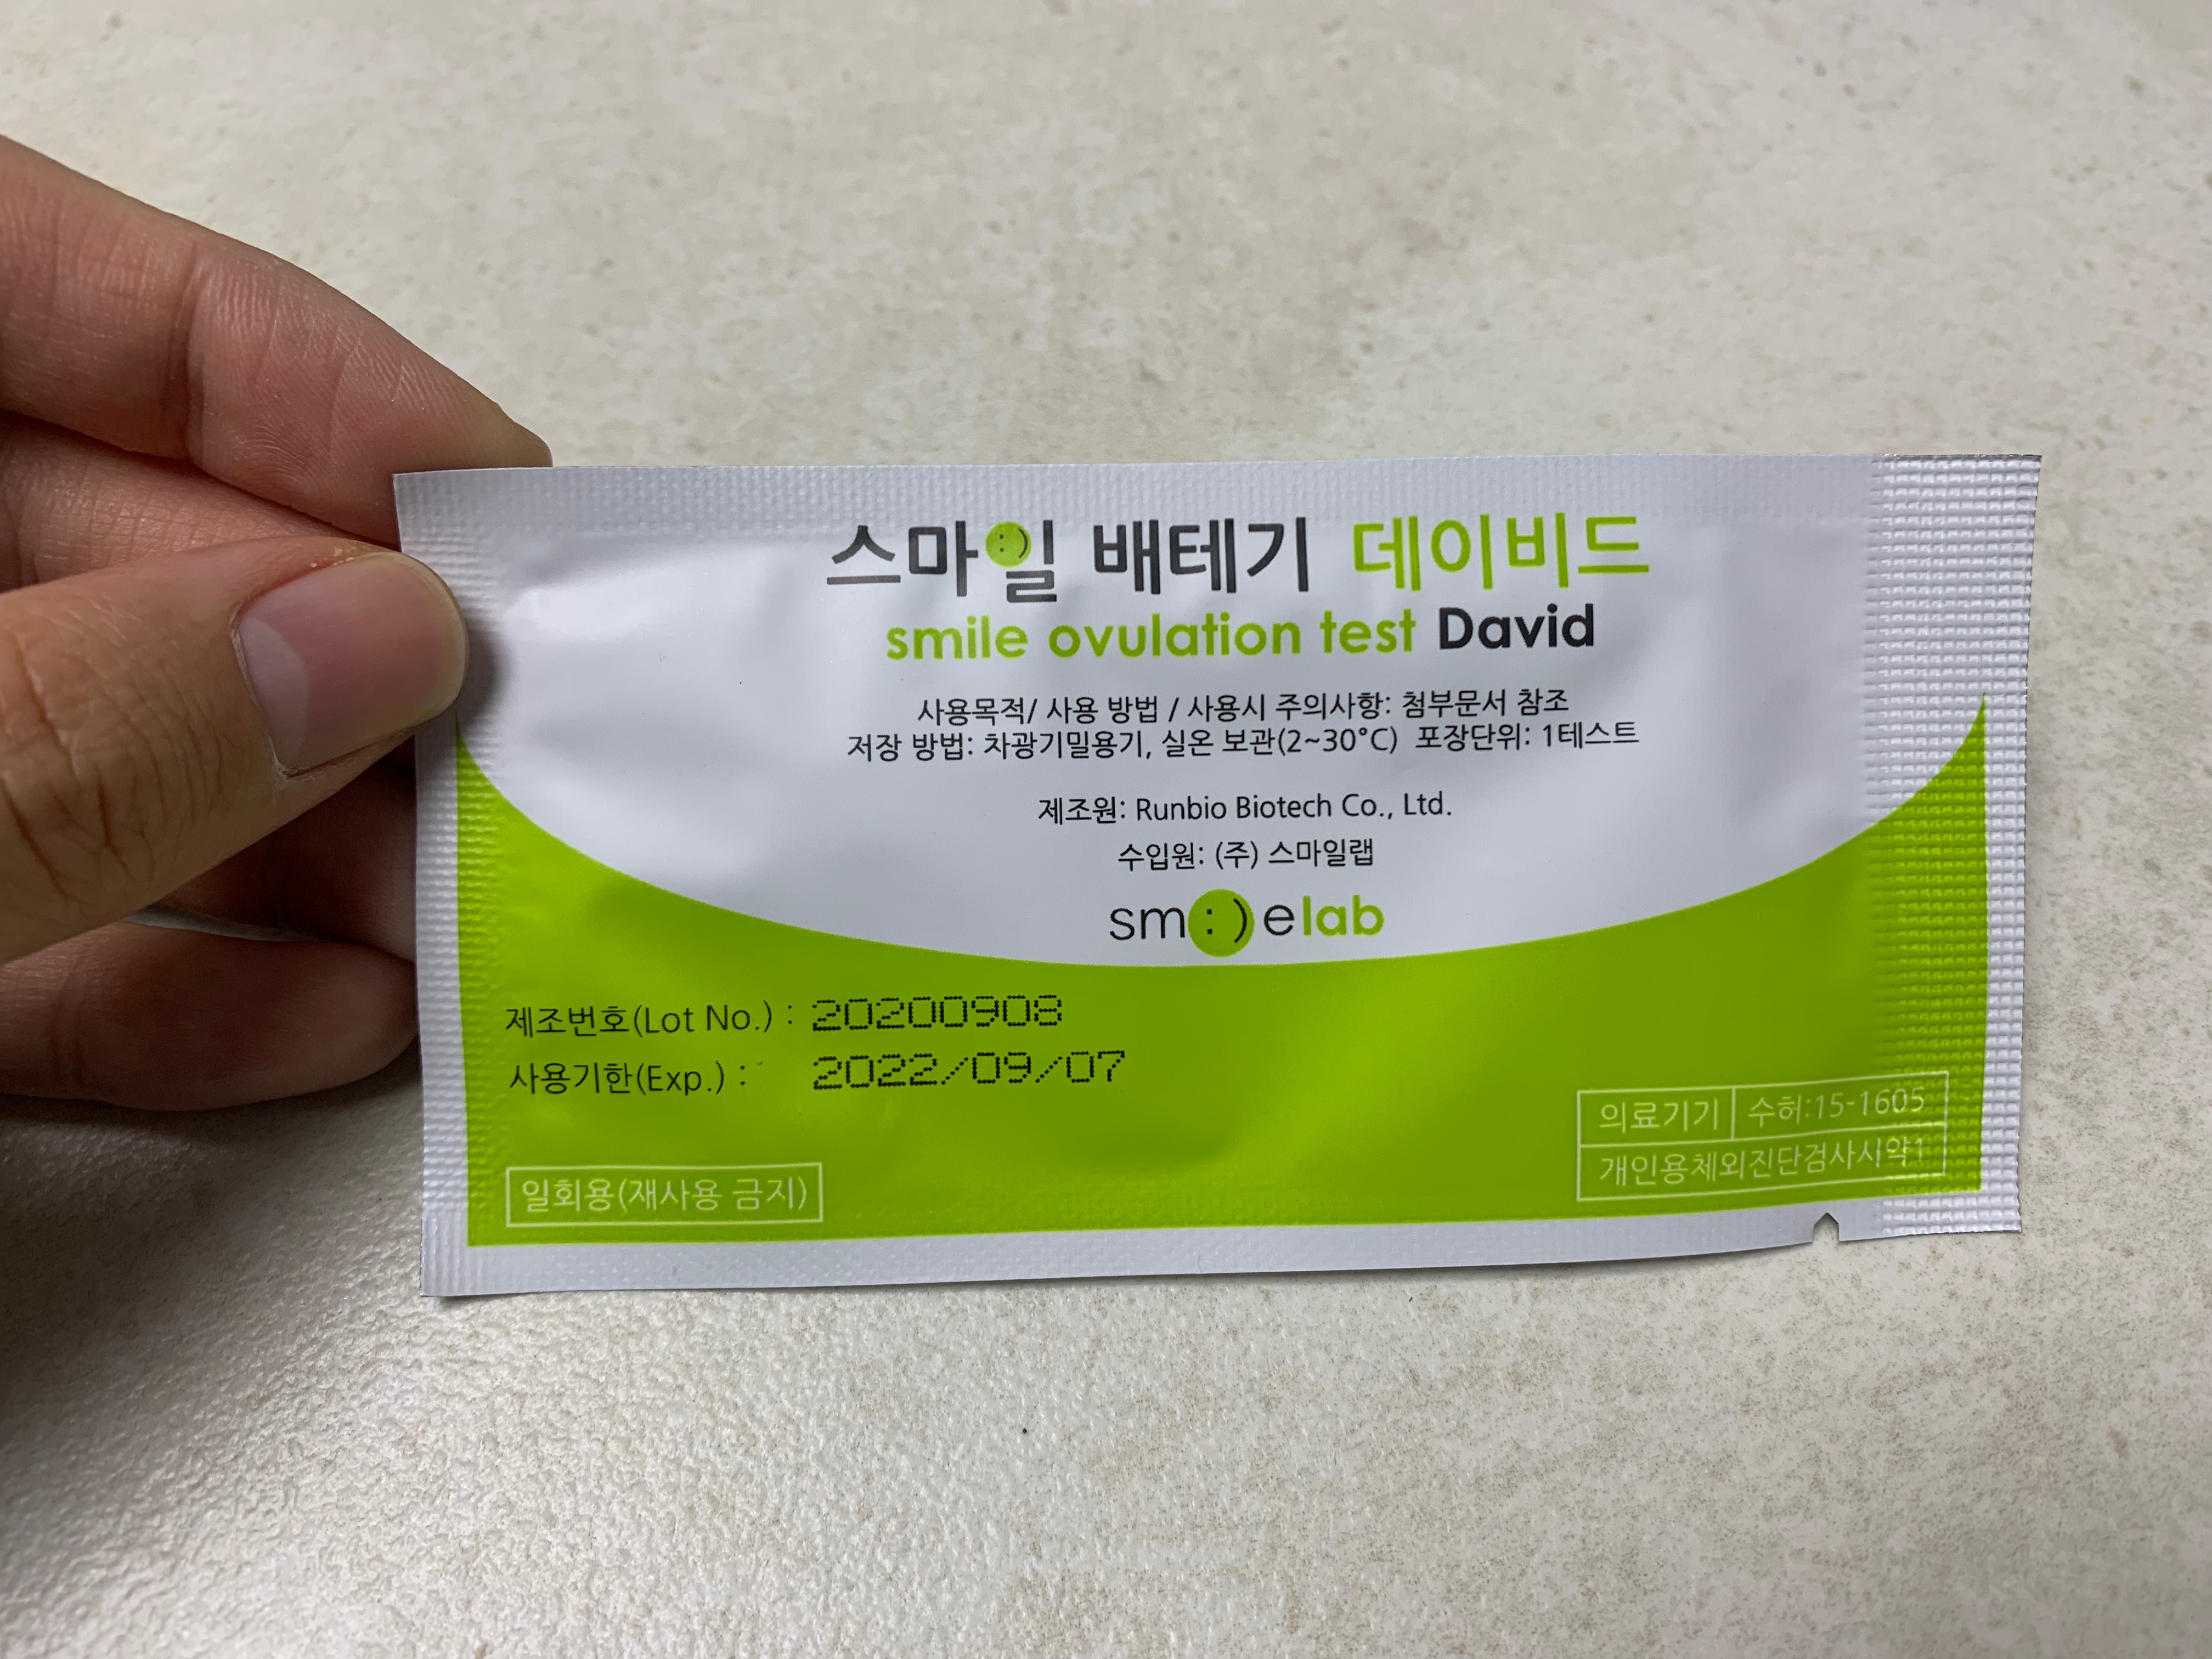 스마일 배테기 데이비드
smile ovulation test David
사용목적/ 사용 방법 / 사용시 주의사항: 첨부문서 참조
저장 방법: 차광기밀용기, 실온 보관(2~30°C) 포장단위: 1테스트
제조원: Runbio Biotech Co., Ltd.
수입원: (주) 스마일랩
sm:)elab
제조번호(Lot No.) : 20200908
사용기한(Exp.) : 2022/09/07
의료기기 수허:15-1605
개인용체외진단검사시약1
일회용(재사용 금지)